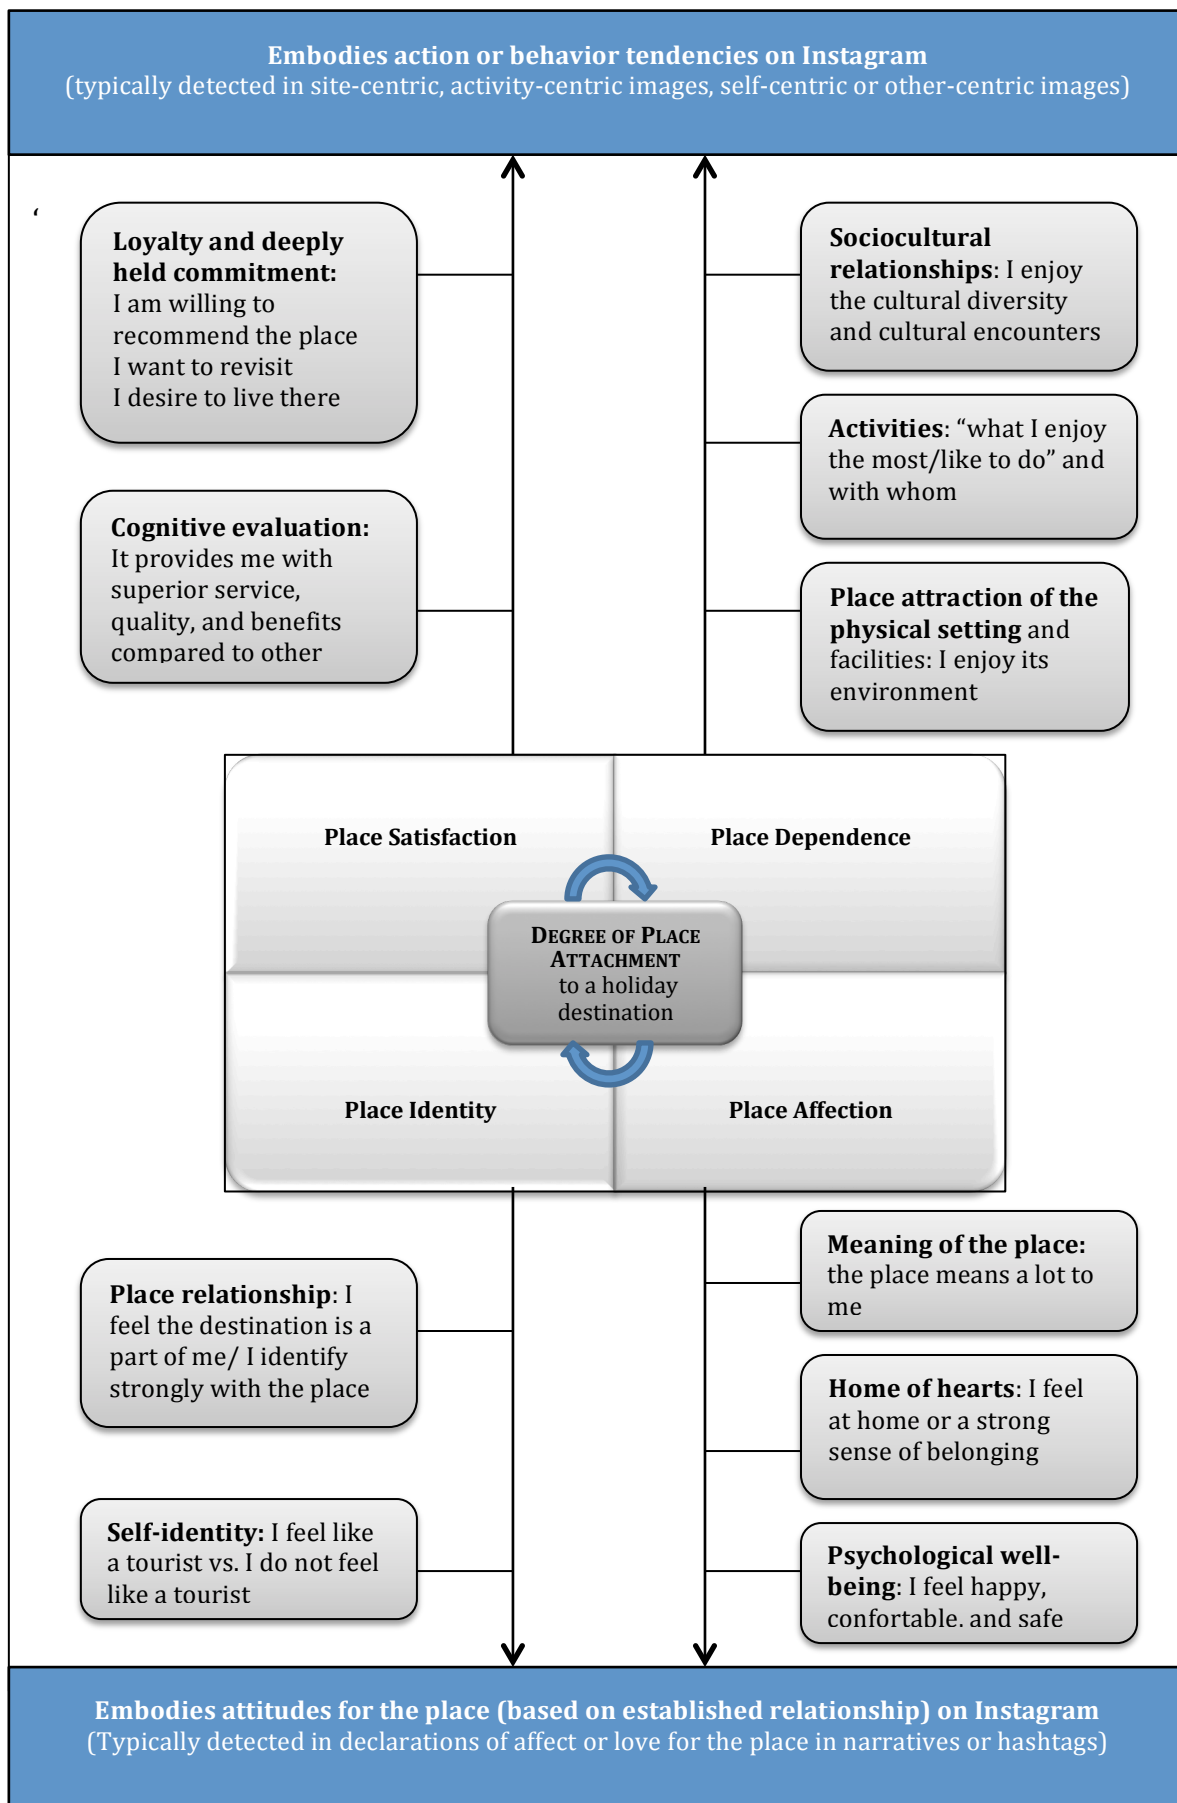 Embodies action or behavior tendencies on Instagram
(typically detected in site-centric, activity-centric images, self-centric or other-centric images)
‘
Loyalty and deeply
held commitment:
I am willing to
recommend the place
I want to revisit
I desire to live there
Cognitive evaluation:
It provides me with
superior service,
quality, and benefits
compared to other
Sociocultural
relationships: I enjoy
the cultural diversity
and cultural encounters
Activities: “what I enjoy
the most/like to do” and
with whom
Place attraction of the
physical setting and
facilities: I enjoy its
environment
Place Satisfaction
Place Dependence
DEGREE OF PLACE
ATTACHMENT
to a holiday
destination
Place Identity
Place Affection
Place relationship: I
feel the destination is a
part of me/ I identify
strongly with the place
Self-identity: I feel like
a tourist vs. I do not feel
like a tourist
Meaning of the place:
the place means a lot to
me
Home of hearts: I feel
at home or a strong
sense of belonging
Psychological well-
being: I feel happy,
confortable. and safe
Embodies attitudes for the place (based on established relationship) on Instagram
(Typically detected in declarations of affect or love for the place in narratives or hashtags)